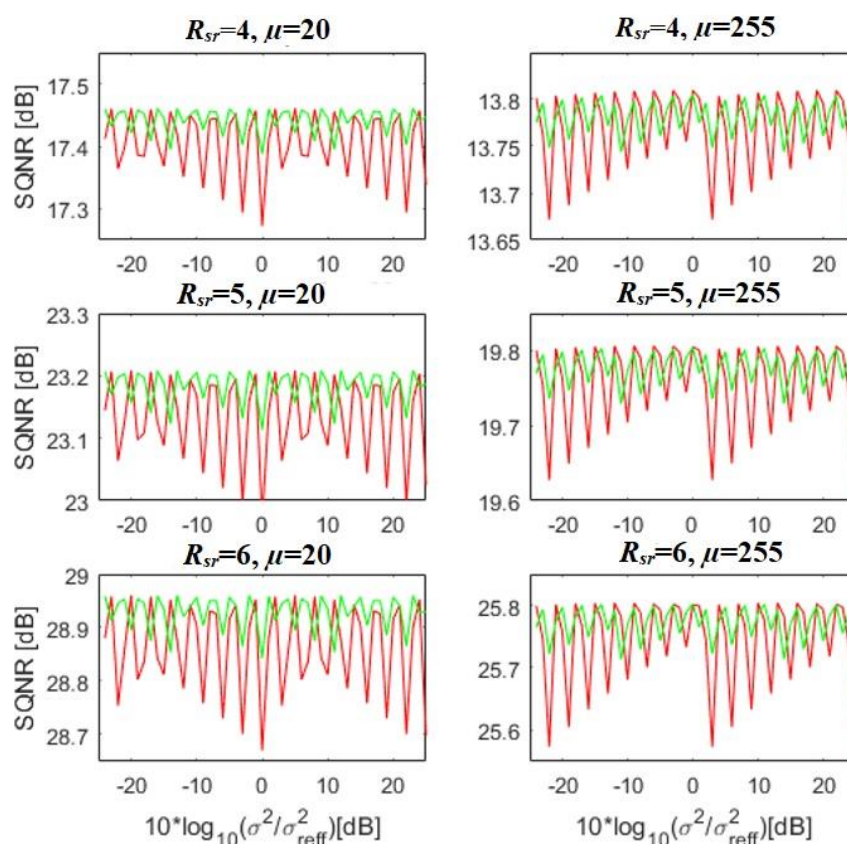 R_sr=4, μ=20
R_sr=4, μ=255
SQNR [dB]
17.5
17.4
17.3
-20 -10 0 10 20
13.8
13.75
13.7
13.65
-20 -10 0 10 20
R_sr=5, μ=20
R_sr=5, μ=255
SQNR [dB]
23.3
23.2
23.1
23
-20 -10 0 10 20
19.8
19.7
19.6
-20 -10 0 10 20
R_sr=6, μ=20
R_sr=6, μ=255
SQNR [dB]
29
28.9
28.8
28.7
-20 -10 0 10 20
25.8
25.7
25.6
-20 -10 0 10 20
10*log₁₀(σ²/σ²_reff)[dB]
10*log₁₀(σ²/σ²_reff)[dB]